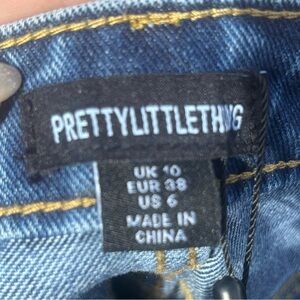 PRETTYLITTLETHING
UK 10
EUR 38
US 6
MADE IN
CHINA